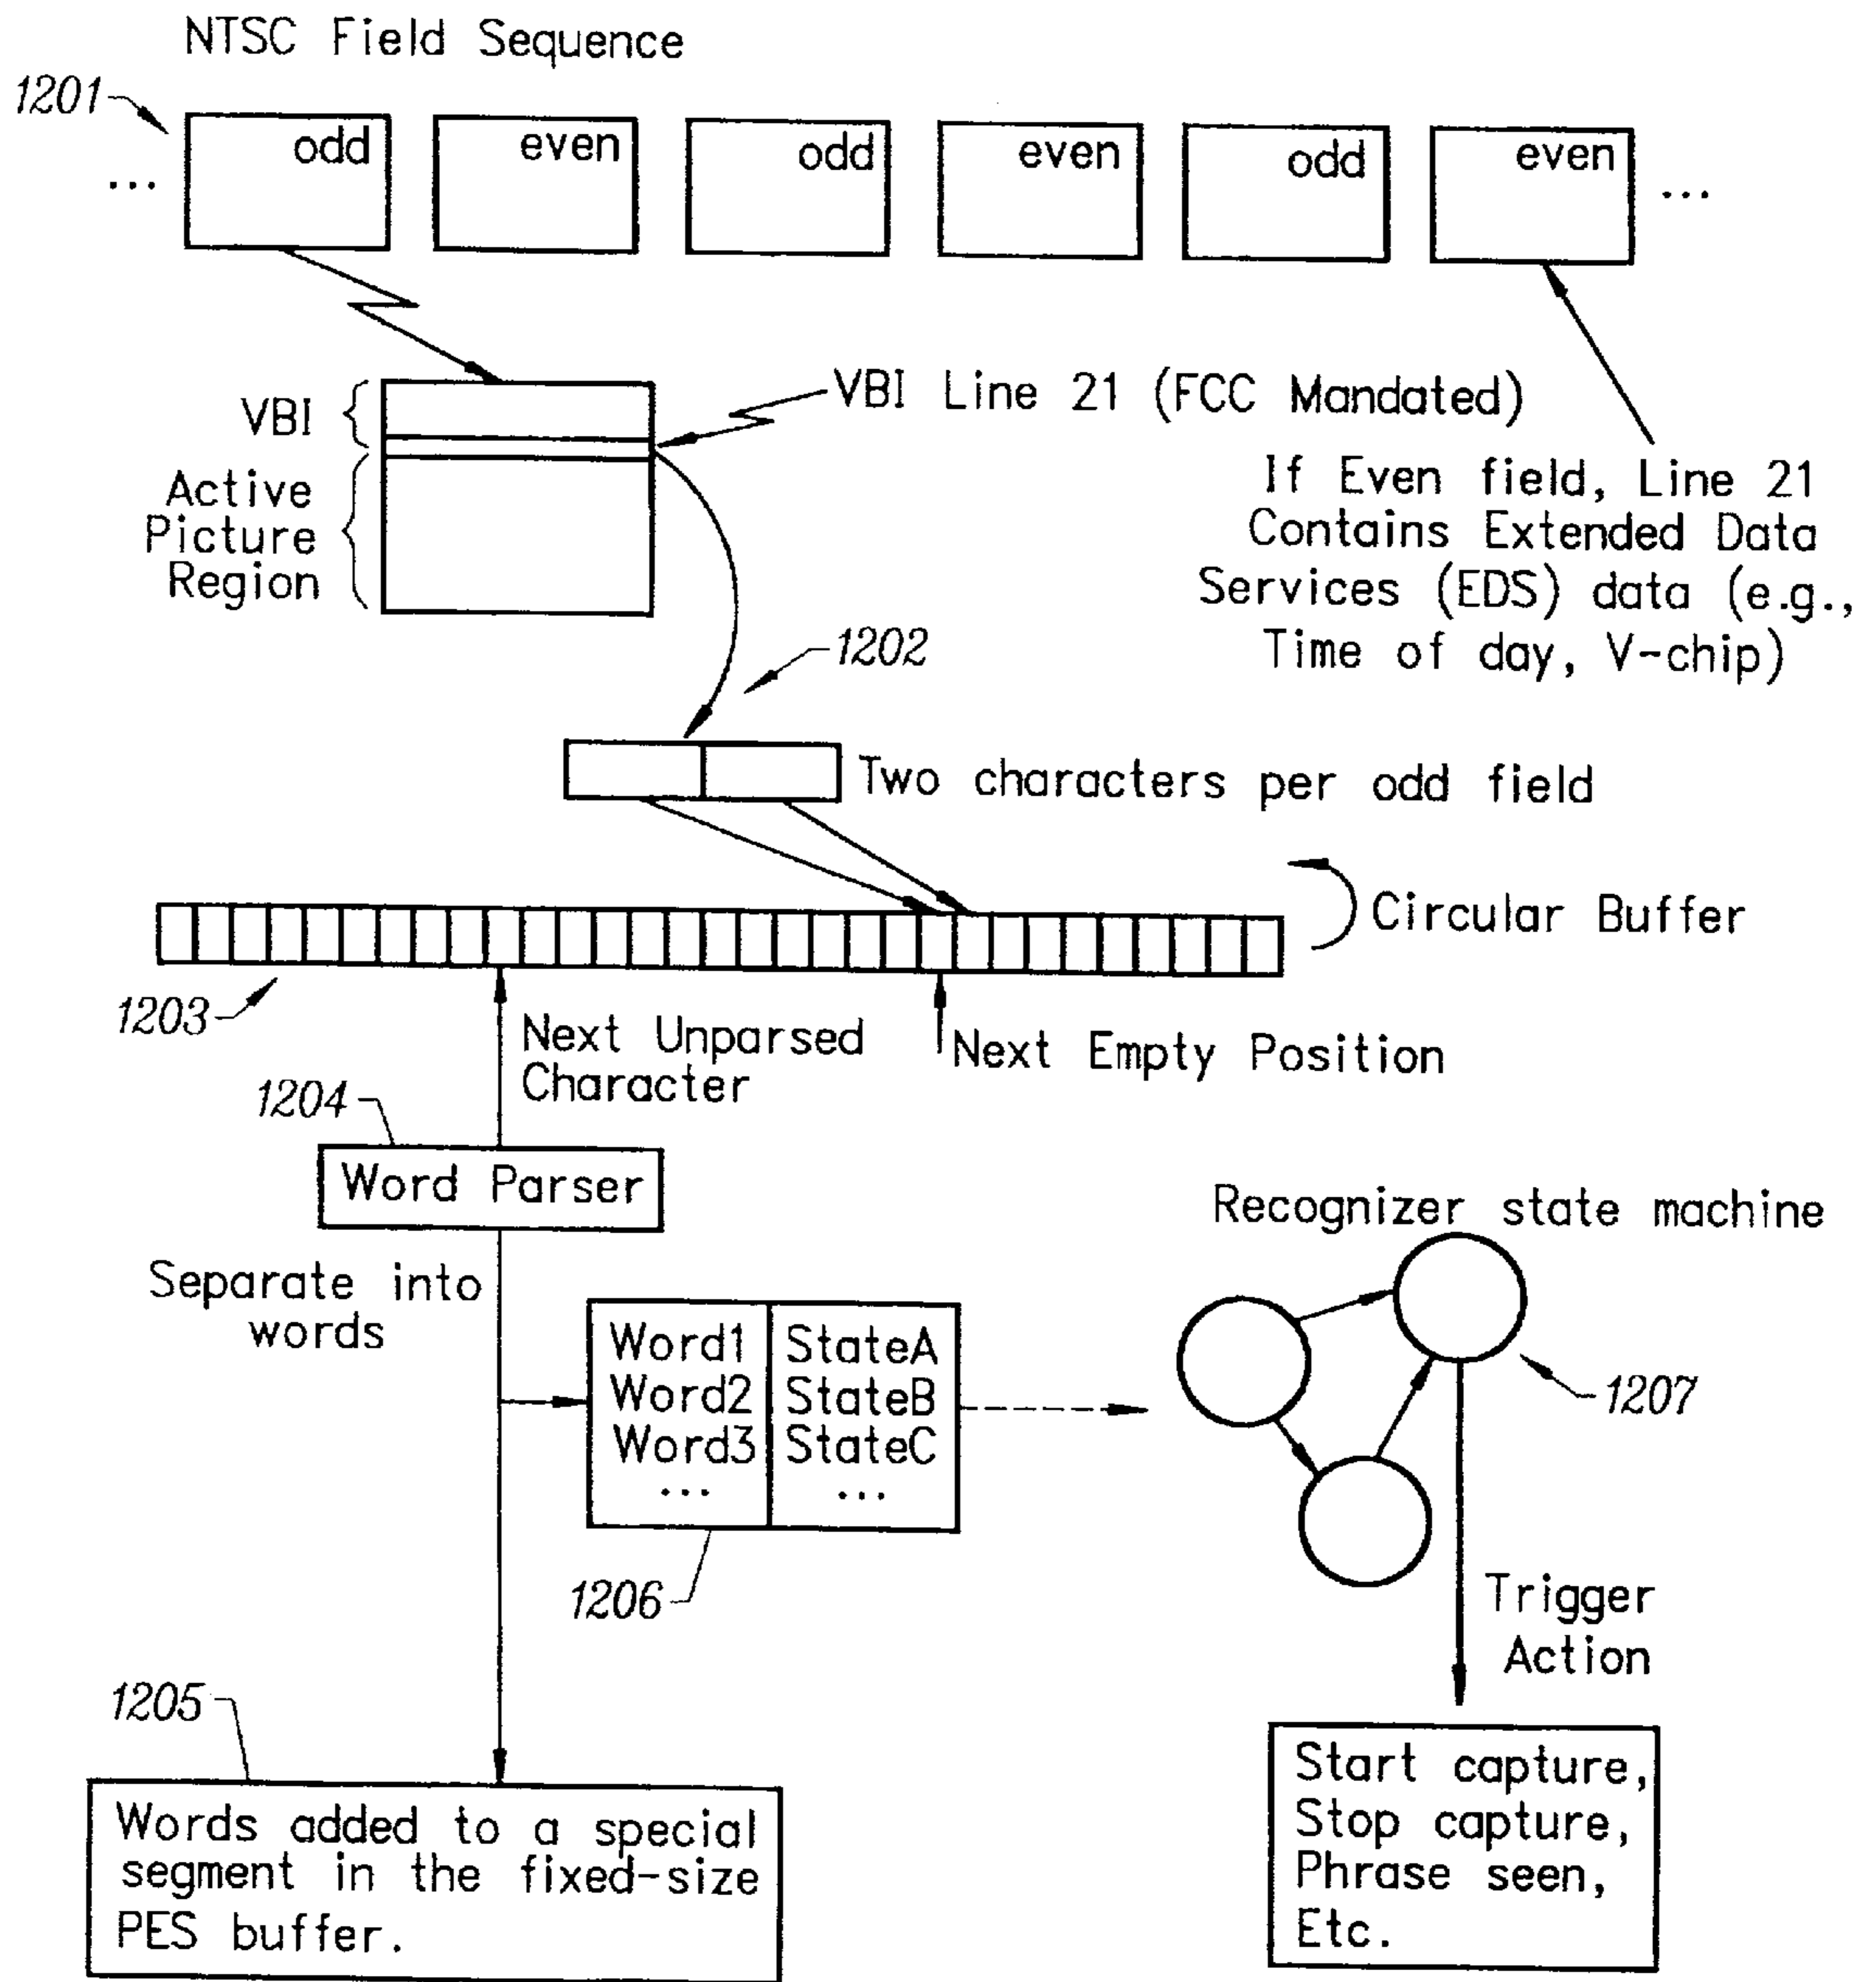 NTSC Field Sequence
1201
odd
even
odd
even
odd
even
...
...
VBI
VBI Line 21 (FCC Mandated)
Active
Picture
Region
If Even field, Line 21
Contains Extended Data
Services (EDS) data (e.g.,
Time of day, V-chip)
1202
Two characters per odd field
Circular Buffer
1203
Next Unparsed
Character
Next Empty Position
1204
Word Parser
Separate into
words
Word1 StateA
Word2 StateB
Word3 StateC
... ...
1206
Recognizer state machine
1207
Trigger
Action
1205
Words added to a special
segment in the fixed-size
PES buffer.
Start capture,
Stop capture,
Phrase seen,
Etc.